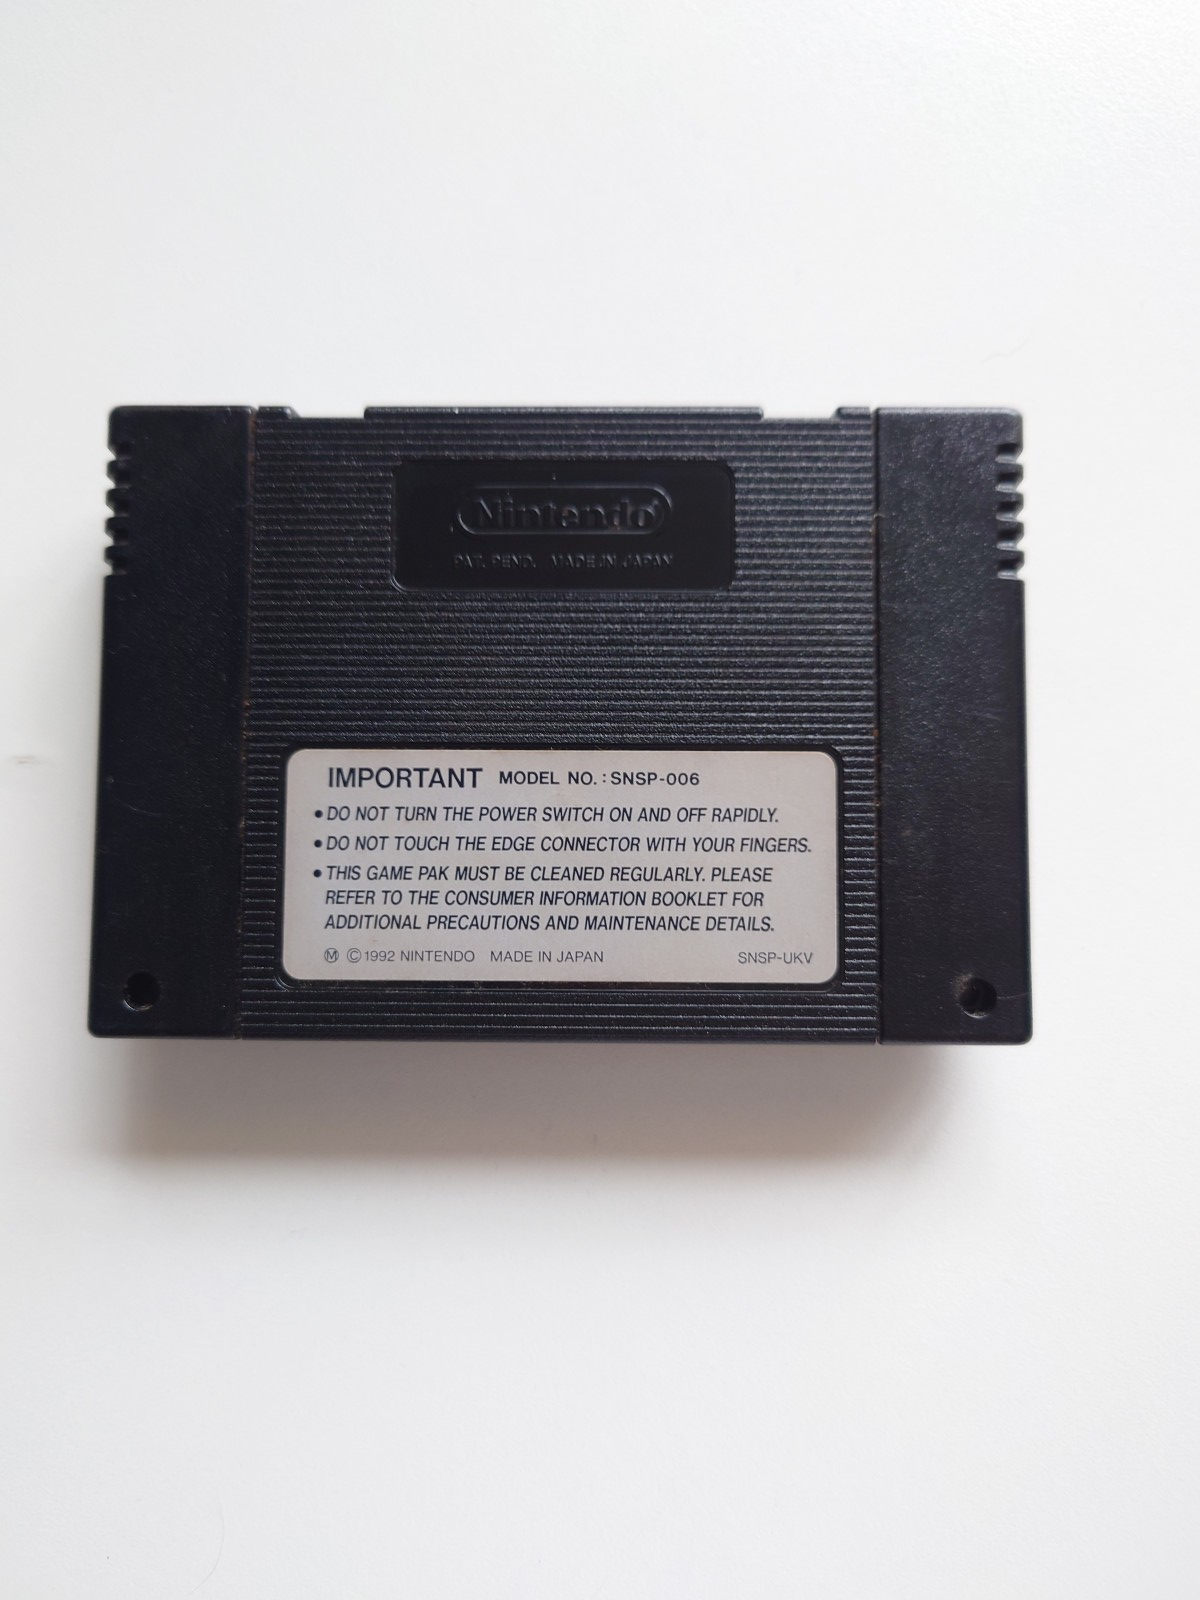 Nintendo®
PAT. PEND. MADE IN JAPAN
IMPORTANT MODEL NO.: SNSP-006
• DO NOT TURN THE POWER SWITCH ON AND OFF RAPIDLY.
• DO NOT TOUCH THE EDGE CONNECTOR WITH YOUR FINGERS.
• THIS GAME PAK MUST BE CLEANED REGULARLY. PLEASE
REFER TO THE CONSUMER INFORMATION BOOKLET FOR
ADDITIONAL PRECAUTIONS AND MAINTENANCE DETAILS.
Ⓜ ©1992 NINTENDO MADE IN JAPAN SNSP-UKV